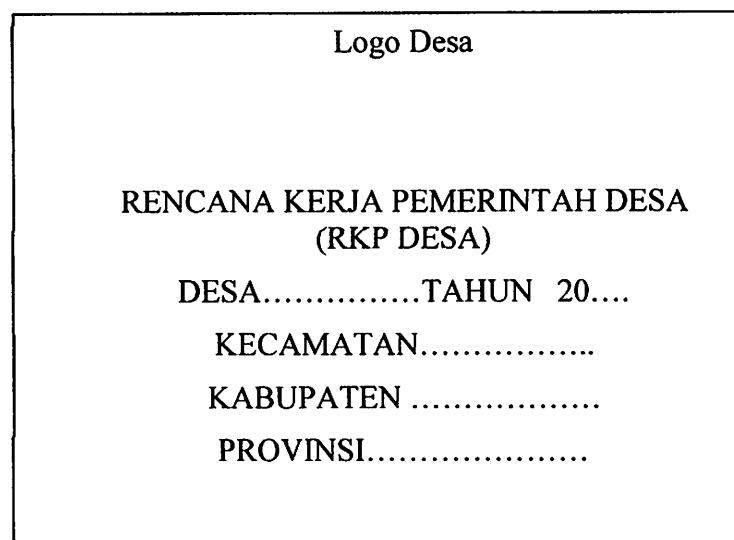 Logo Desa
RENCANA KERJA PEMERINTAH DESA
(RKP DESA)
DESA...............TAHUN 20....
KECAMATAN.................
KABUPATEN ..................
PROVINSI.....................